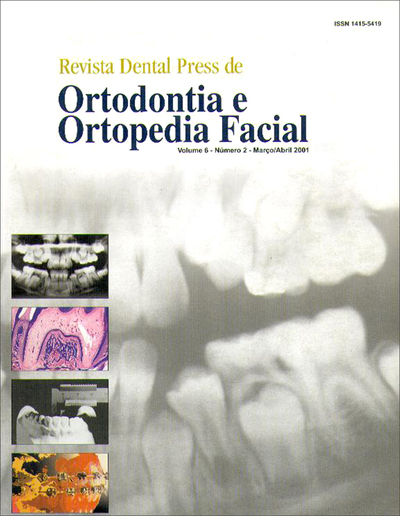 ISSN 1415-5419
Revista Dental Press de
Ortodontia e
Ortopedia Facial
Volume 6 - Número 2 - Março/Abril 2001